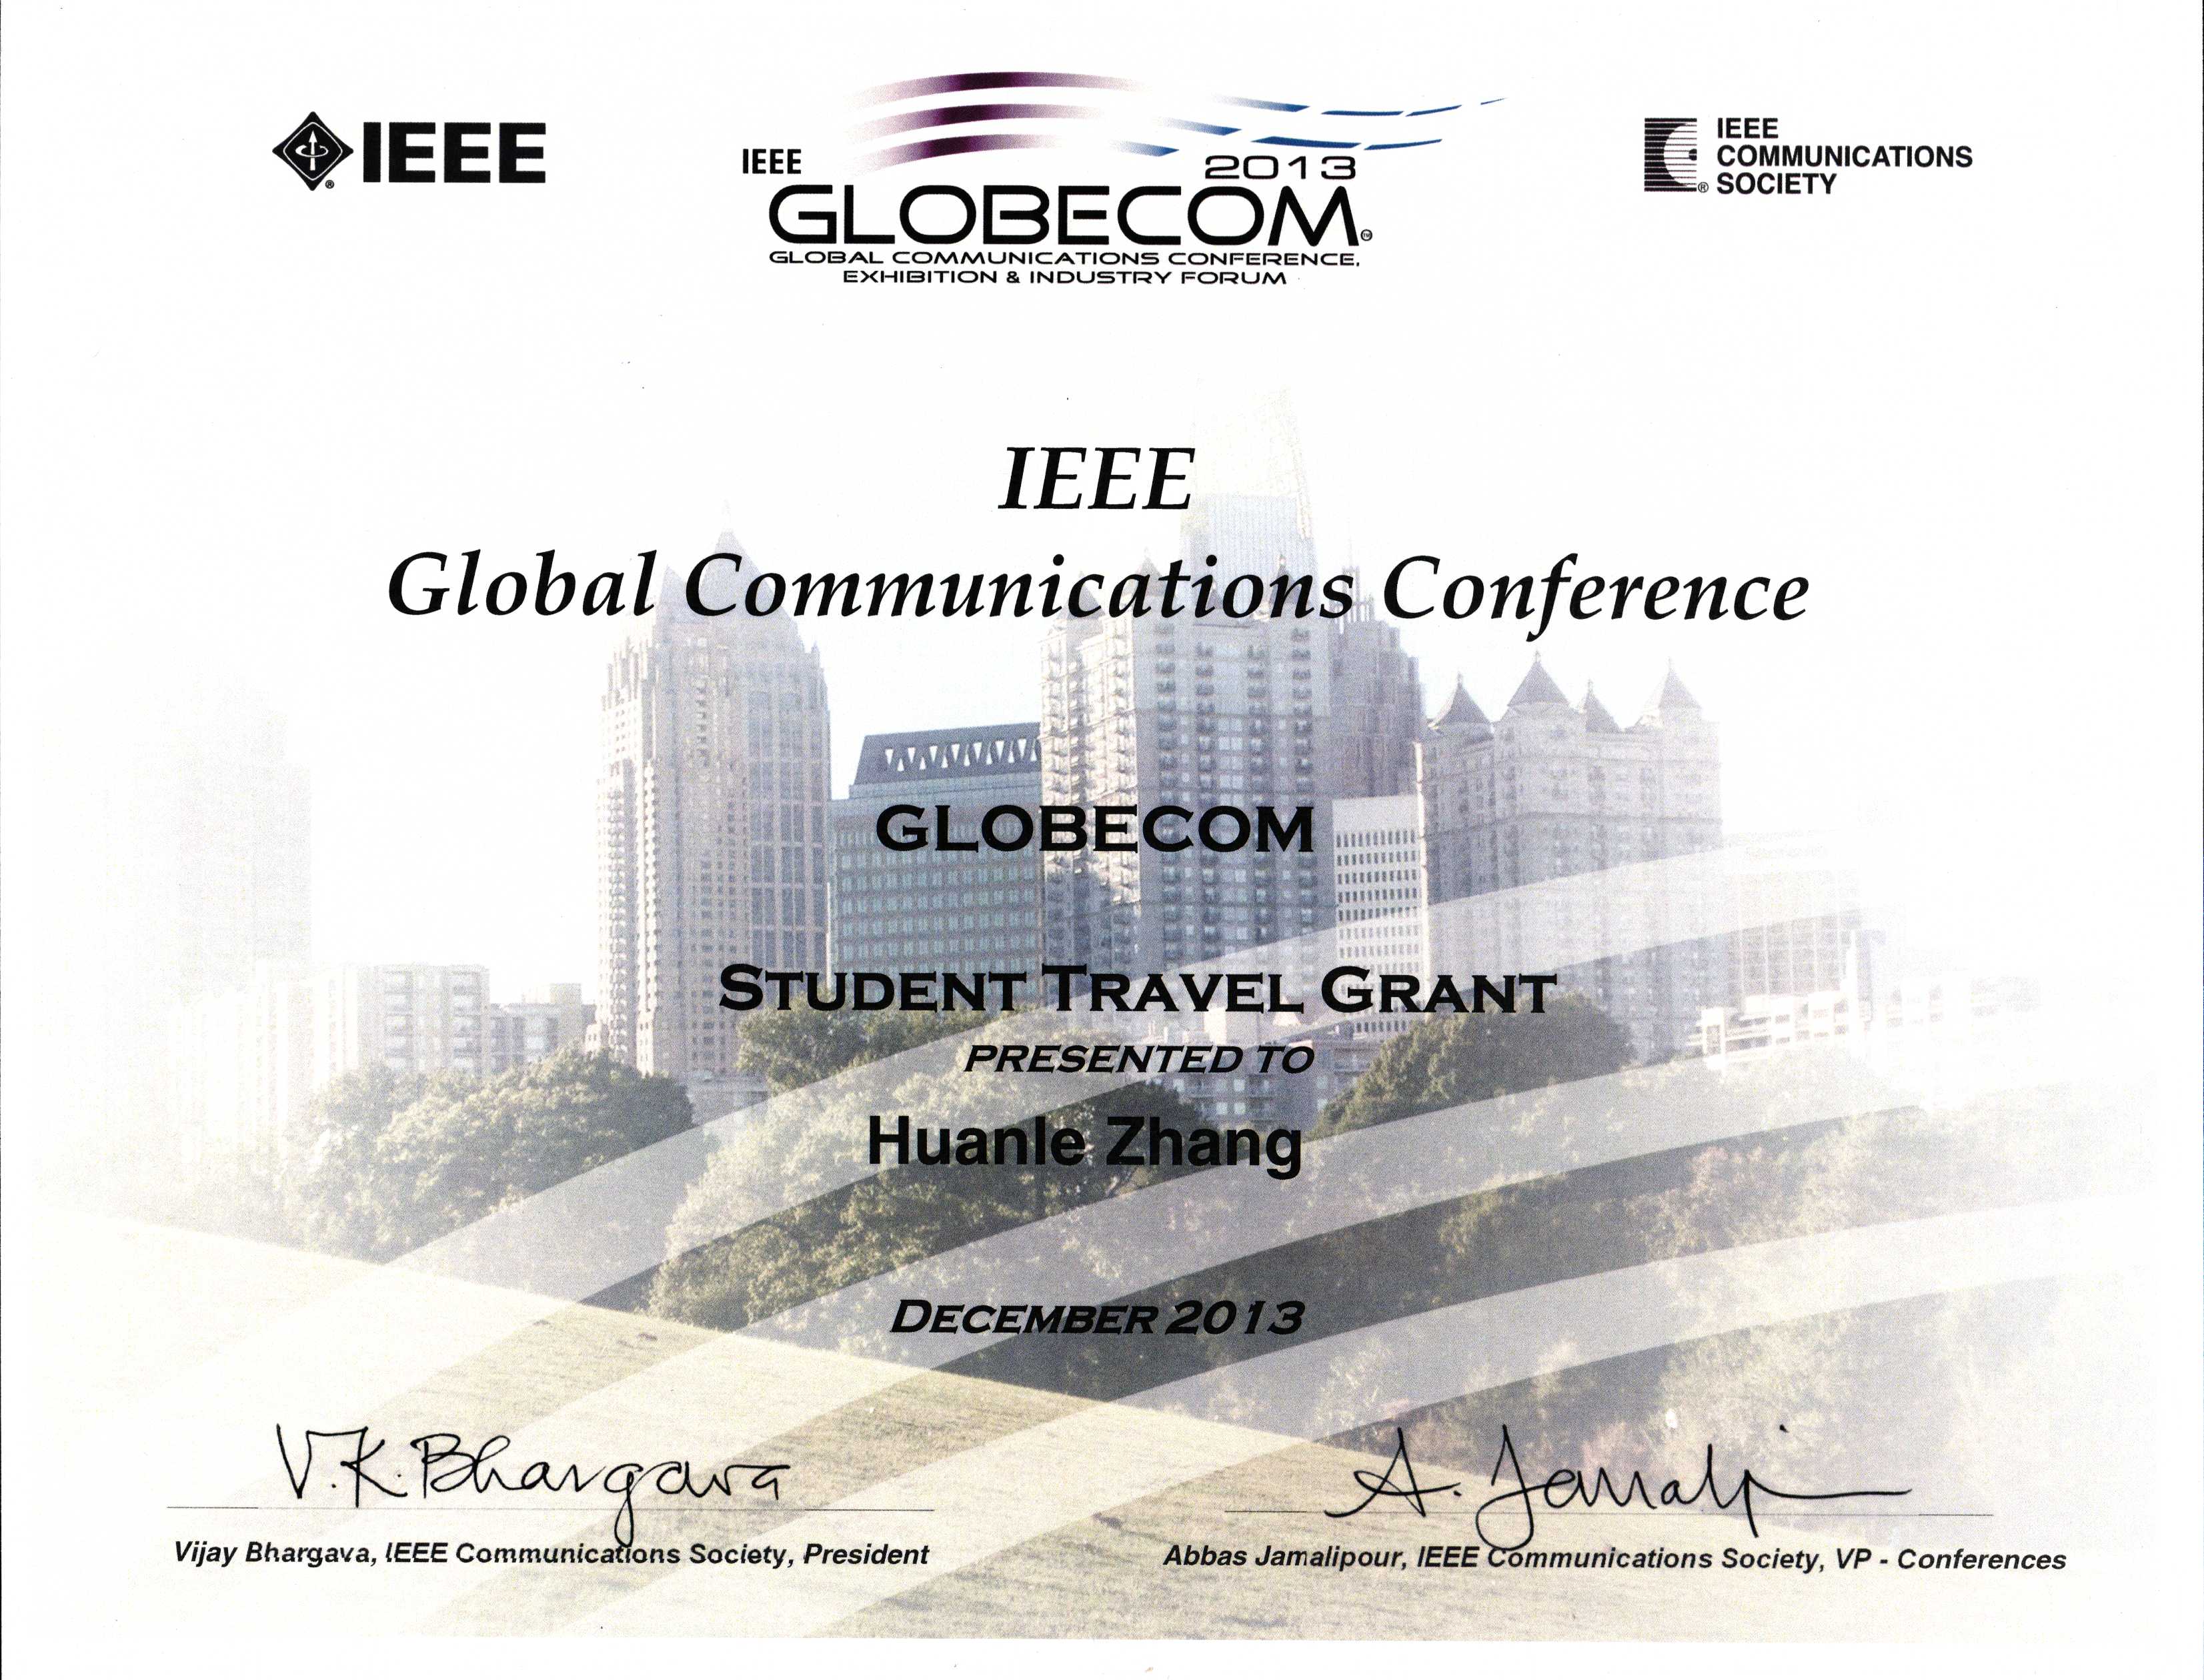 IEEE
IEEE
2013
GLOBECOM
GLOBAL COMMUNICATIONS CONFERENCE,
EXHIBITION & INDUSTRY FORUM
IEEE
COMMUNICATIONS
SOCIETY
IEEE
Global Communications Conference
GLOBECOM
STUDENT TRAVEL GRANT
PRESENTED TO
Huanle Zhang
DECEMBER 2013
V.K. Bhargava
A. Jamalip
Vijay Bhargava, IEEE Communications Society, President
Abbas Jamalipour, IEEE Communications Society, VP - Conferences